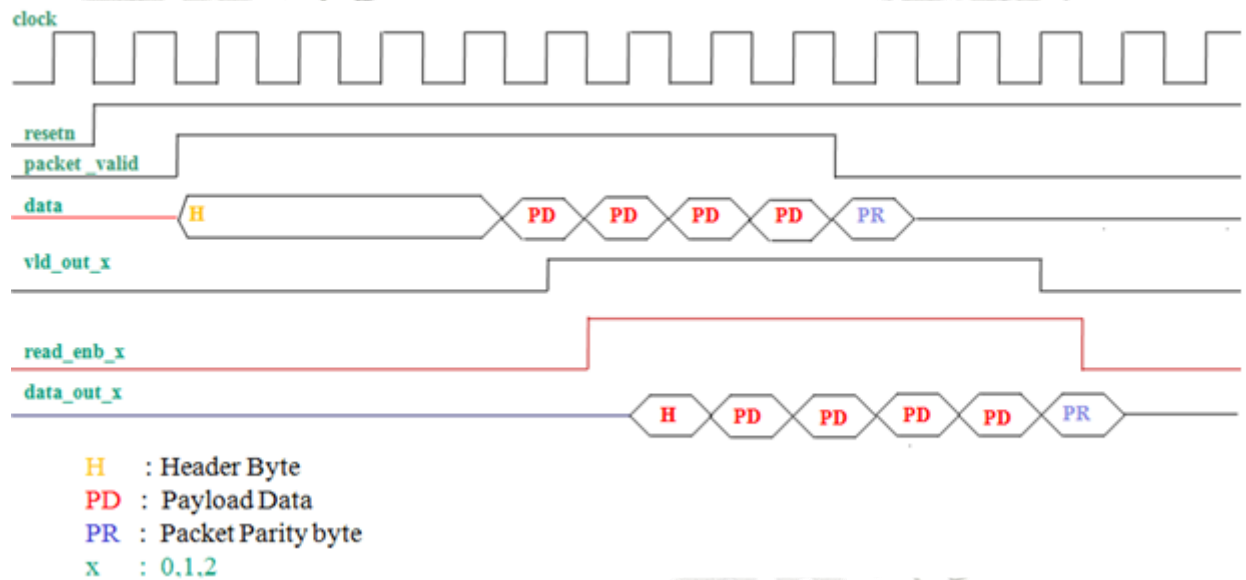 clock
resetn
packet _valid
data
H PD PD PD PD PR
vld_out_x
read_enb_x
data_out_x
H PD PD PD PD PR
H : Header Byte
PD : Payload Data
PR : Packet Parity byte
x : 0,1,2